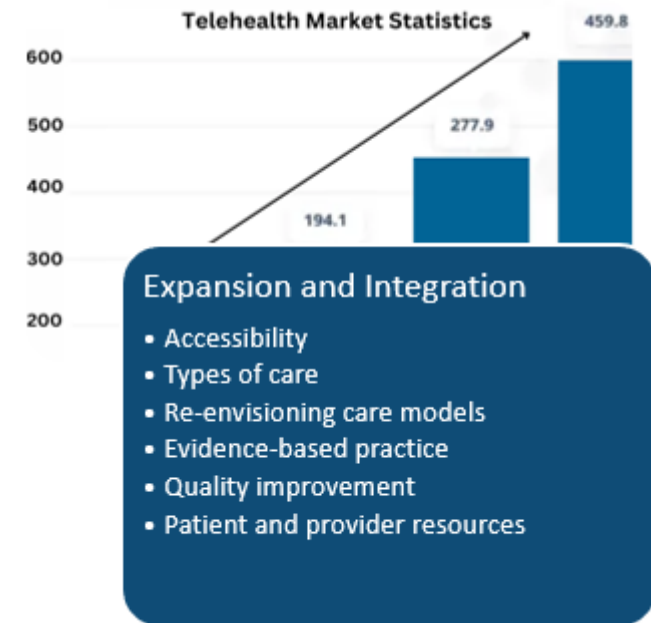 Telehealth Market Statistics
459.8
600
500
277.9
400
194.1
300
200
Expansion and Integration
• Accessibility
• Types of care
• Re-envisioning care models
• Evidence-based practice
• Quality improvement
• Patient and provider resources